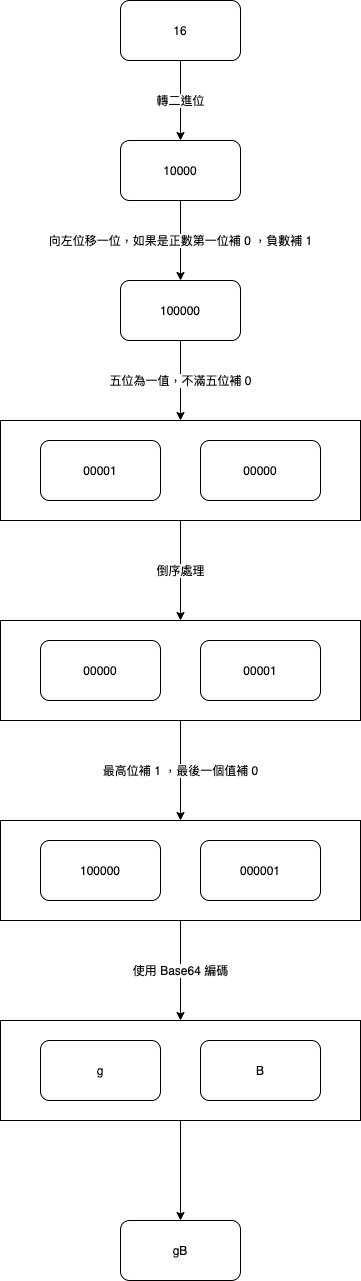 16
轉二進位
10000
向左位移一位，如果是正數第一位補 0 ，負數補 1
100000
五位為一值，不滿五位補 0
00001 00000
倒序處理
00000 00001
最高位補 1 ，最後一個值補 0
100000 000001
使用 Base64 編碼
g B
gB